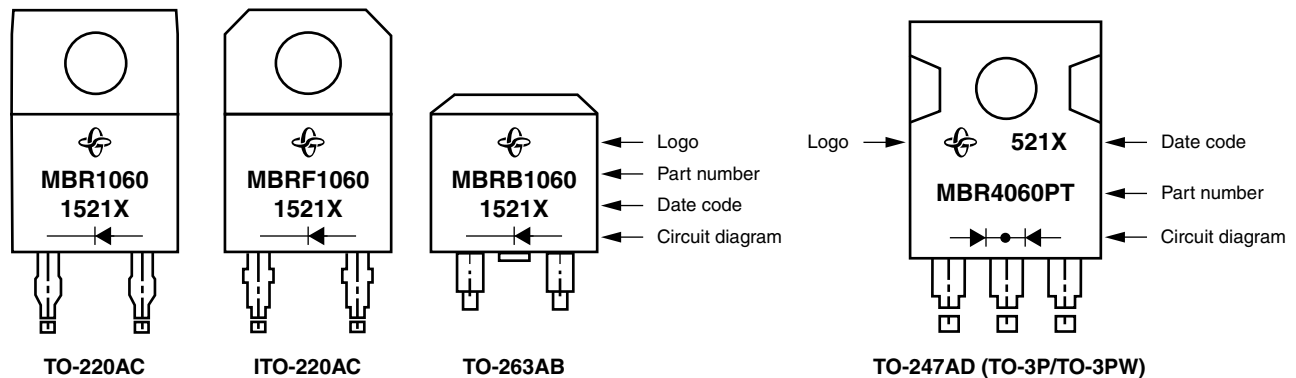 MBR1060
1521X
TO-220AC
MBRF1060
1521X
ITO-220AC
MBRB1060
1521X
Logo
Part number
Date code
Circuit diagram
TO-263AB
Logo
521X
Date code
MBR4060PT
Part number
Circuit diagram
TO-247AD (TO-3P/TO-3PW)